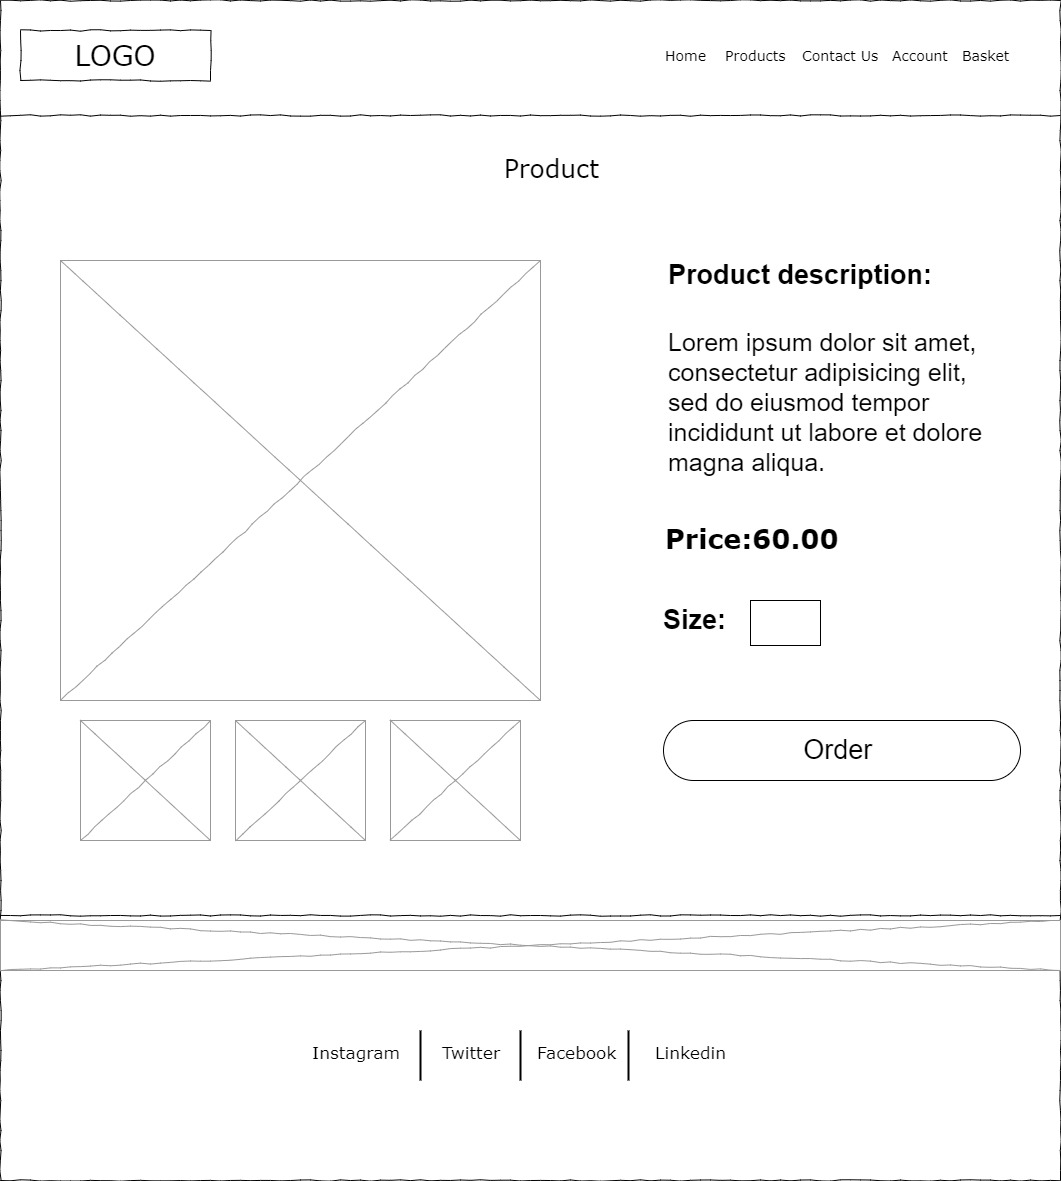 LOGO
Home Products Contact Us Account Basket
Product
Product description:
Lorem ipsum dolor sit amet,
consectetur adipisicing elit,
sed do eiusmod tempor
incididunt ut labore et dolore
magna aliqua.
Price:60.00
Size:
Order
Instagram Twitter Facebook Linkedin